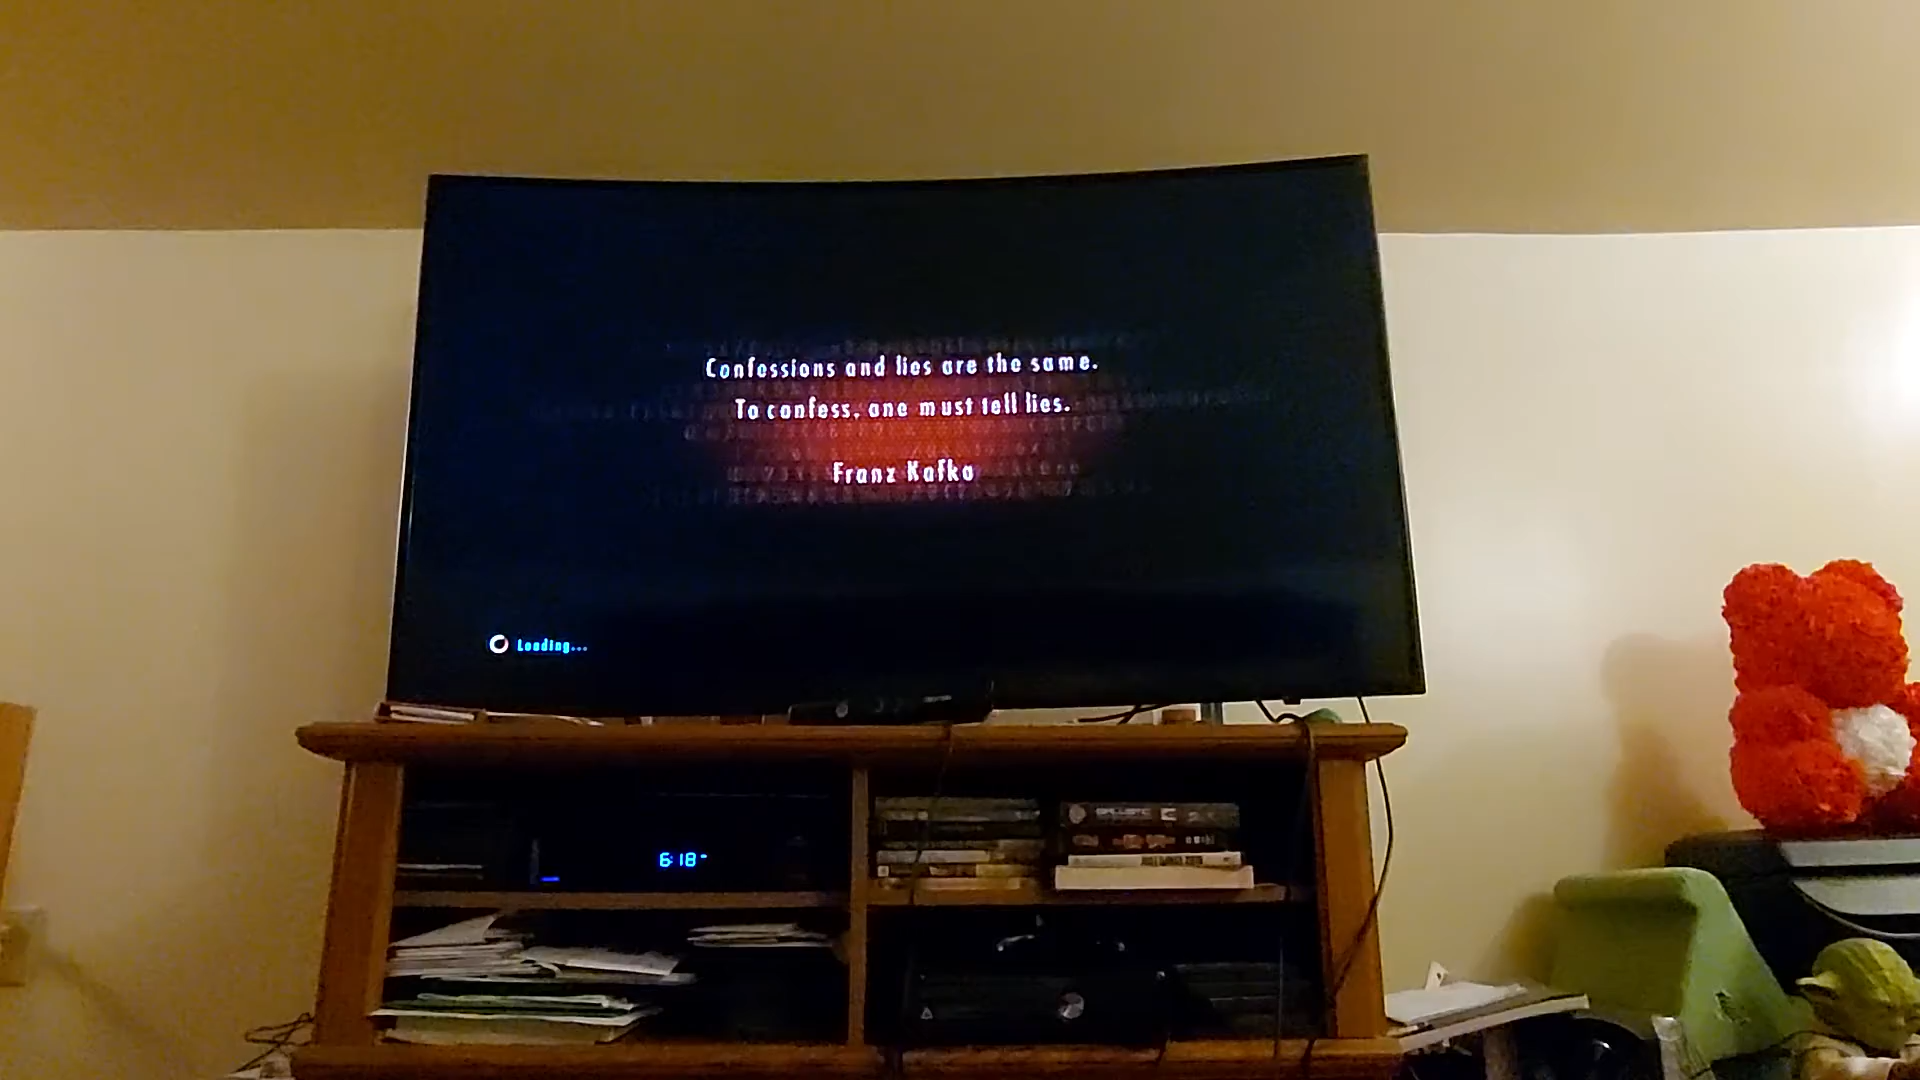 Confessions and lies are the same.
To confess, one must tell lies.
Franz Kafka
Loading...
6:18